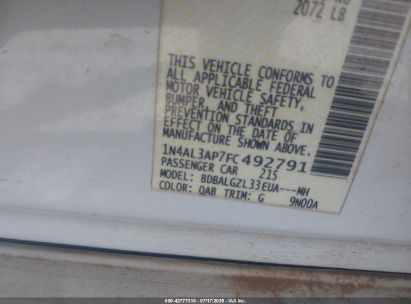 2072 LB
THIS VEHICLE CONFORMS TO
ALL APPLICABLE FEDERAL
MOTOR VEHICLE SAFETY,
BUMPER, AND THEFT
PREVENTION STANDARDS IN
EFFECT ON THE DATE OF
MANUFACTURE SHOWN ABOVE.
1N4AL3AP7FC492791
PASSENGER CAR 215
MODEL: BDBALGZL33EUA---MH
COLOR: QAB TRIM: G 9N00A